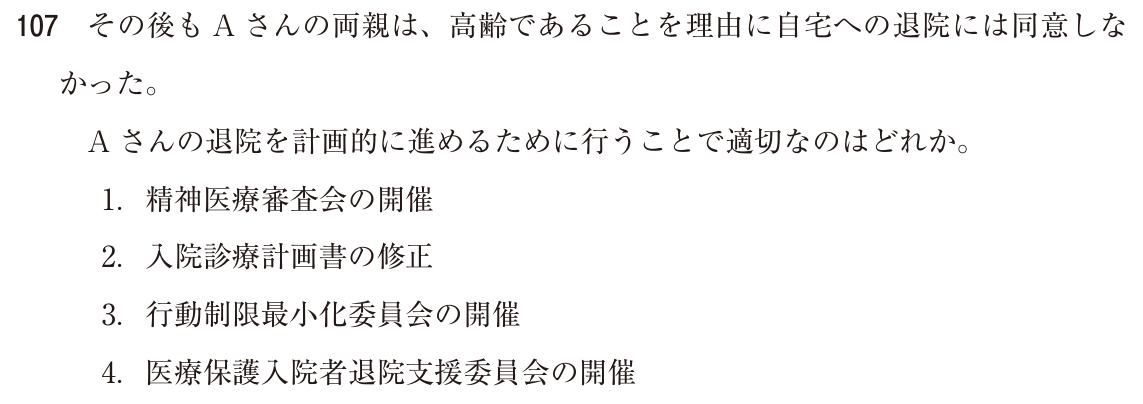 107 その後も A さんの両親は、高齢であることを理由に自宅への退院には同意しな
かった。
A さんの退院を計画的に進めるために行うことで適切なのはどれか。
1. 精神医療審査会の開催
2. 入院診療計画書の修正
3. 行動制限最小化委員会の開催
4. 医療保護入院者退院支援委員会の開催